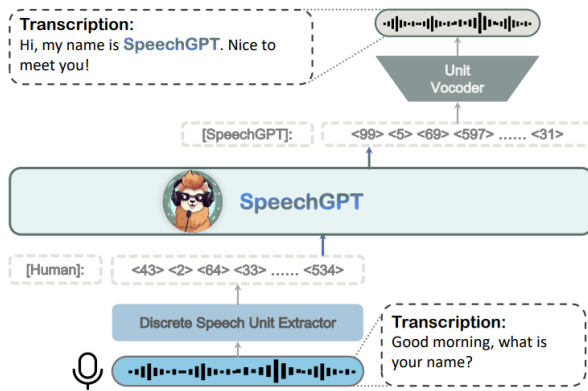 Transcription:
Hi, my name is SpeechGPT. Nice to
meet you!
Unit
Vocoder
[SpeechGPT]: <99> <5> <69> <597> ...... <31>
SpeechGPT
[Human]: <43> <2> <64> <33> ...... <534>
Discrete Speech Unit Extractor
Transcription:
Good morning, what is
your name?